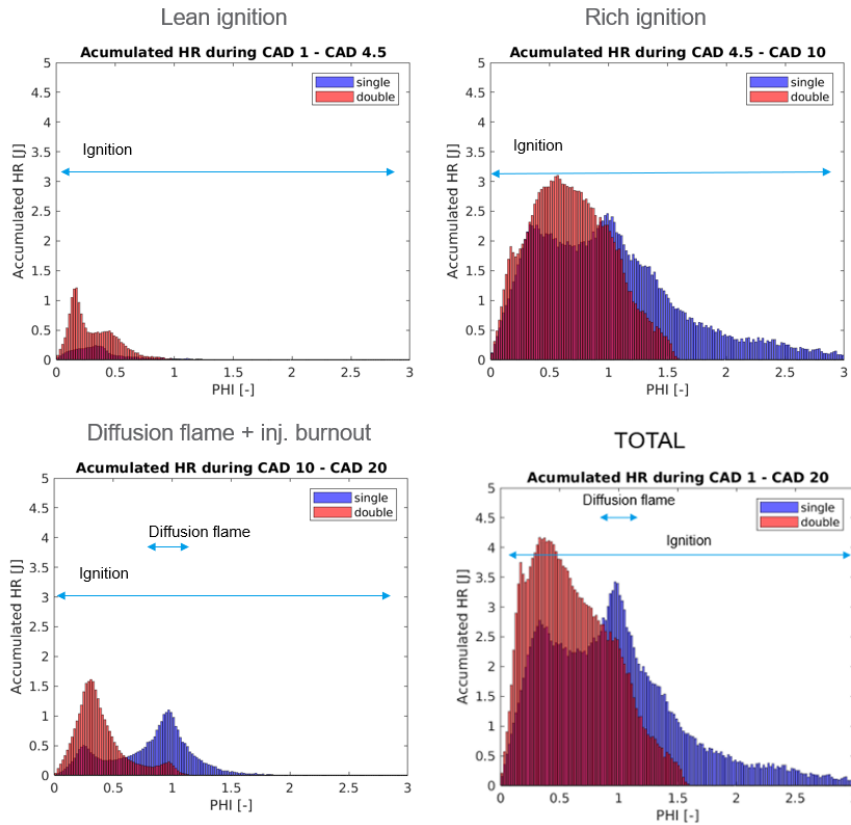 Lean ignition
Acumulated HR during CAD 1 - CAD 4.5
5
4.5
4
3.5
3
2.5
2
1.5
1
0.5
0
Accumulated HR [J]
single
double
Ignition
0 0.5 1 1.5 2 2.5 3
PHI [-]
Rich ignition
Acumulated HR during CAD 4.5 - CAD 10
5
4.5
4
3.5
3
2.5
2
1.5
1
0.5
0
Accumulated HR [J]
single
double
Ignition
0 0.5 1 1.5 2 2.5 3
PHI [-]
Diffusion flame + inj. burnout
Acumulated HR during CAD 10 - CAD 20
5
4.5
4
3.5
3
2.5
2
1.5
1
0.5
0
Accumulated HR [J]
single
double
Diffusion flame
Ignition
0 0.5 1 1.5 2 2.5 3
PHI [-]
TOTAL
Acumulated HR during CAD 1 - CAD 20
5
4.5
4
3.5
3
2.5
2
1.5
1
0.5
0
Accumulated HR [J]
Diffusion flame
single
double
Ignition
0 0.5 1 1.5 2 2.5
PHI [-]